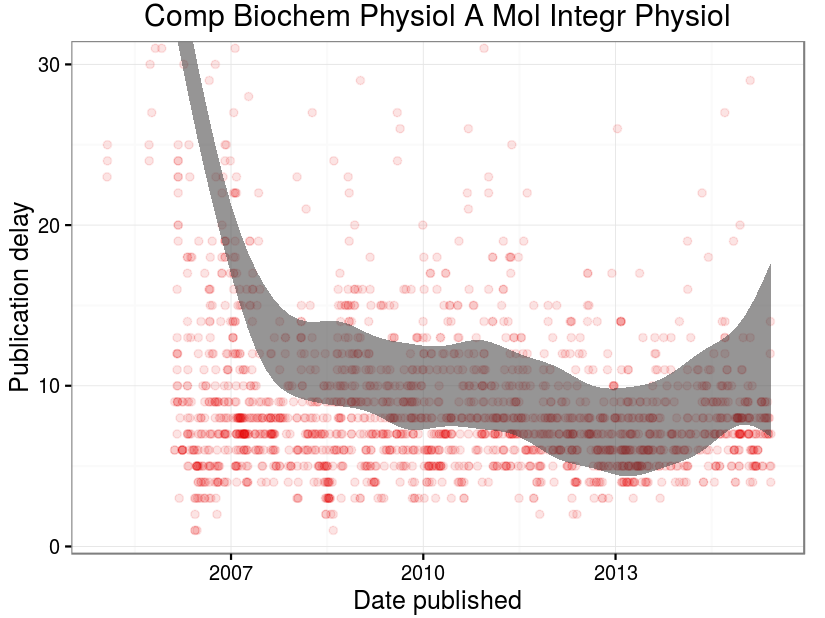 Comp Biochem Physiol A Mol Integr Physiol
30
20
10
0
Publication delay
2007 2010 2013
Date published